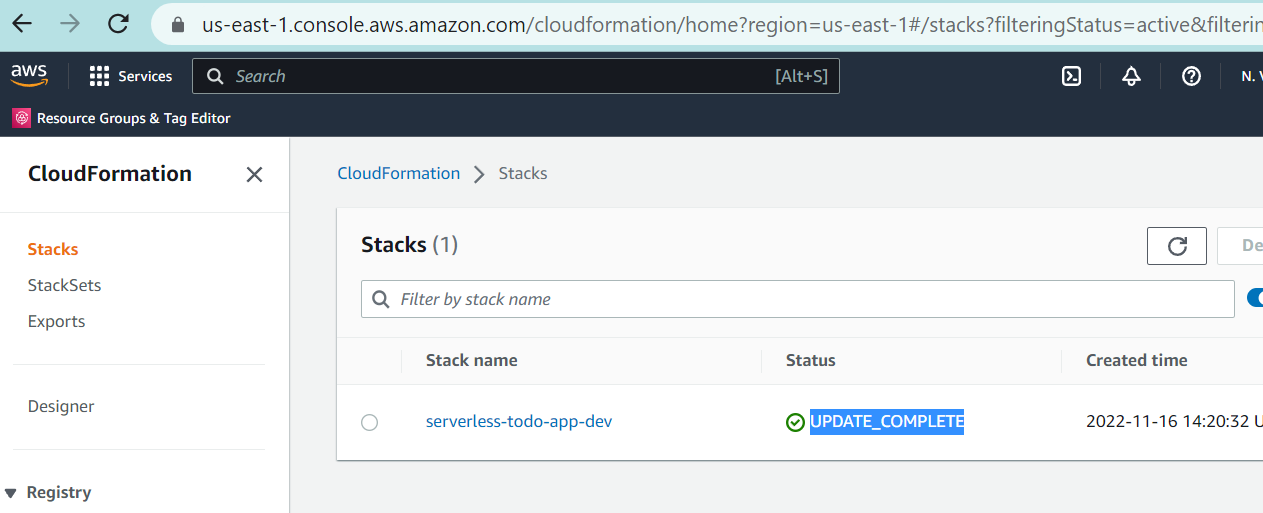 us-east-1.console.aws.amazon.com/cloudformation/home?region=us-east-1#/stacks?filteringStatus=active&filterin
aws Services Search [Alt+S] N.
Resource Groups & Tag Editor
CloudFormation
CloudFormation Stacks
Stacks
StackSets
Exports
Designer
Registry
Stacks (1)
De
Filter by stack name
Stack name Status Created time
serverless-todo-app-dev UPDATE_COMPLETE 2022-11-16 14:20:32 U